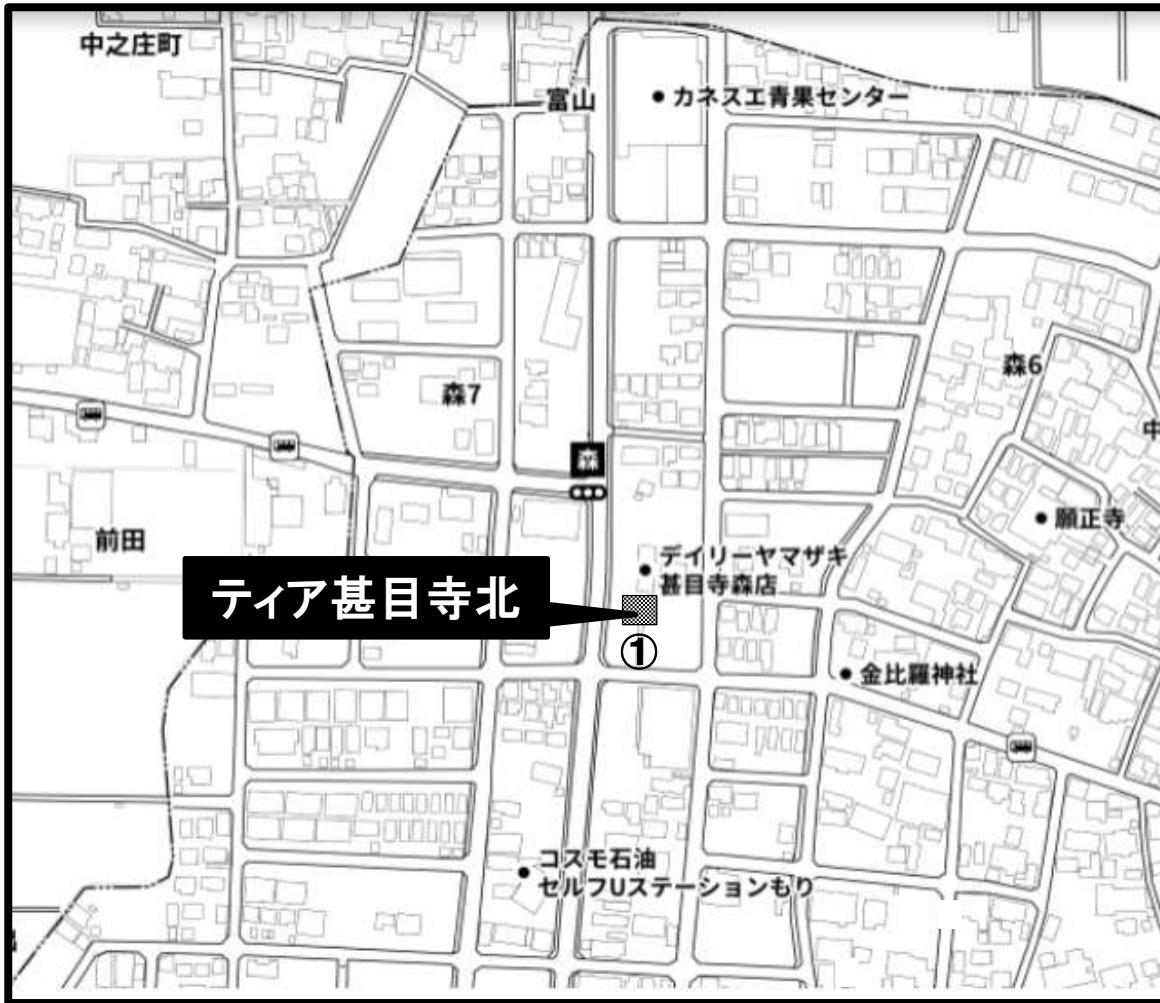 中之庄町
富山
カネスエ青果センター
森6
森7
中
森
願正寺
前田
デイリーヤマザキ
甚目寺森店
ティア甚目寺北
①
金比羅神社
コスモ石油
セルフUステーションもり